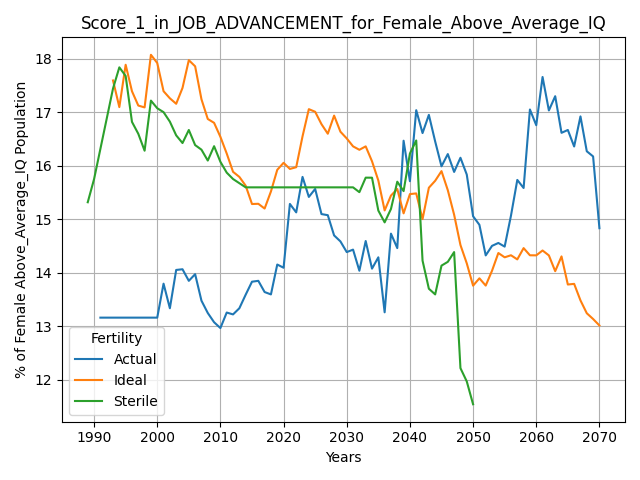 Score_1_in_JOB_ADVANCEMENT_for_Female_Above_Average_IQ
% of Female Above_Average_IQ Population
18
17
16
15
14
13
12
Fertility
Actual
Ideal
Sterile
1990 2000 2010 2020 2030 2040 2050 2060 2070
Years